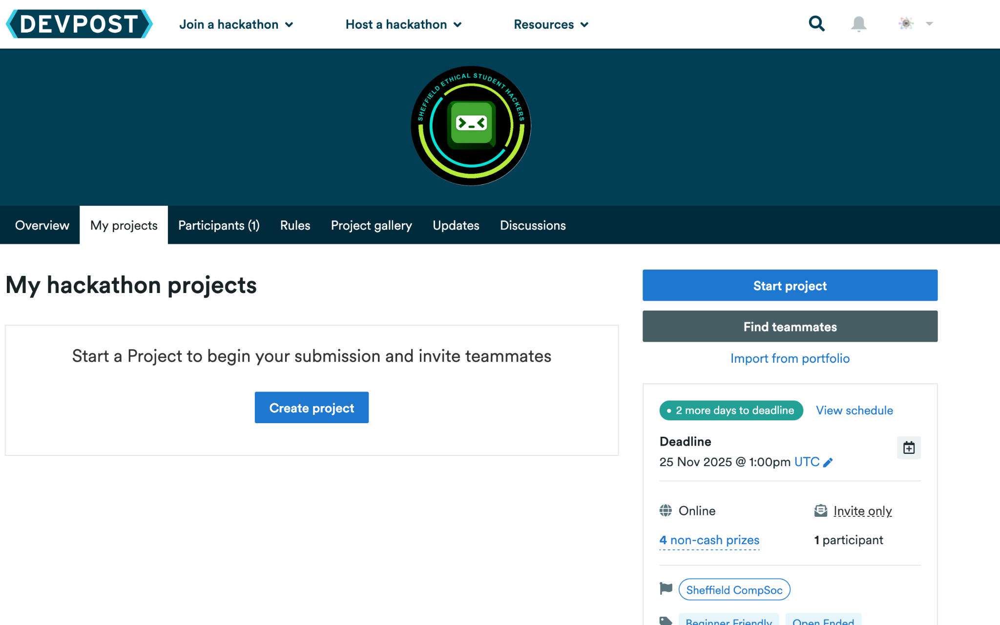 DEVPOST
Join a hackathon
Host a hackathon
Resources
SHEFFIELD ETHICAL STUDENT HACKERS
>_<
Overview
My projects
Participants (1)
Rules
Project gallery
Updates
Discussions
My hackathon projects
Start a Project to begin your submission and invite teammates
Create project
Start project
Find teammates
Import from portfolio
2 more days to deadline
View schedule
Deadline
25 Nov 2025 @ 1:00pm UTC
Online
Invite only
4 non-cash prizes
1 participant
Sheffield CompSoc
Beginner Friendly
Open Ended